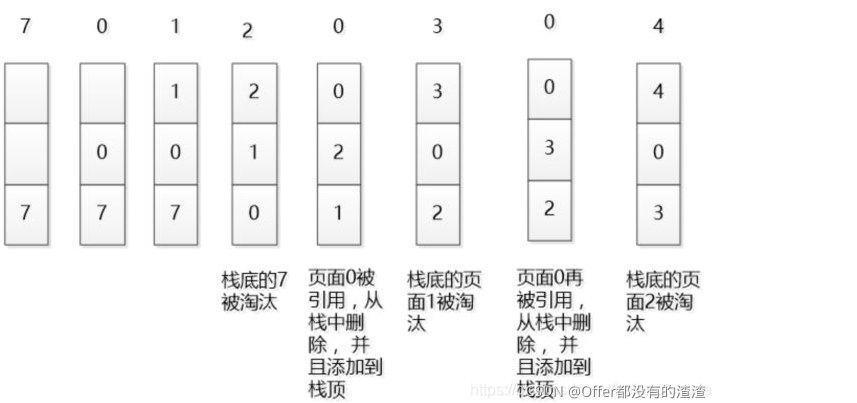 7 0 1 2 0 3 0 4
1 2 0 3 0 4
0 0 1 2 0 3 0
7 7 7 0 1 2 2 3
栈底的7
被淘汰
页面0被
引用，从
栈中删
除， 并
且添加到
栈顶
栈底的页
面1被淘
汰
页面0再
被引用，
从栈中删
除， 并
且添加到
栈顶
栈底的页
面2被淘
汰
@Offer都没有的渣渣